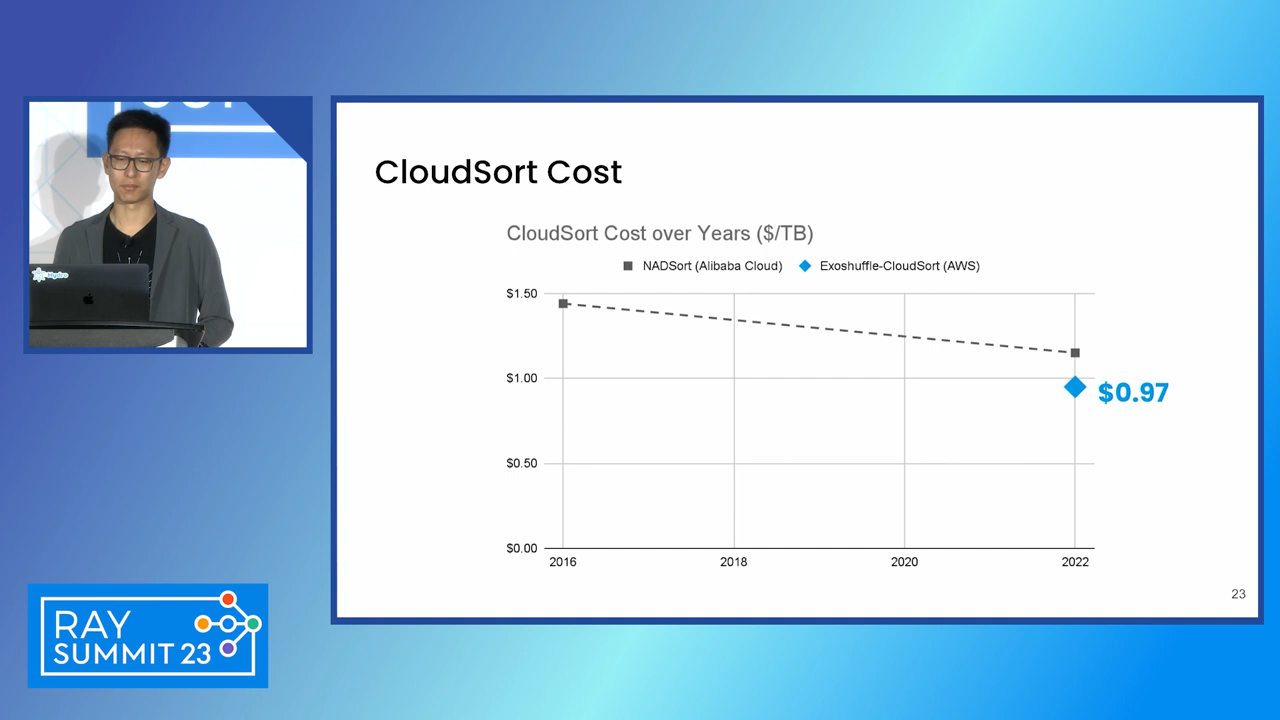 CloudSort Cost
CloudSort Cost over Years ($/TB)
NADSort (Alibaba Cloud)
Exoshuffle-CloudSort (AWS)
$1.50
$1.00
$0.97
$0.50
$0.00
2016
2018
2020
2022
23
Hydro
RAY
SUMMIT 23